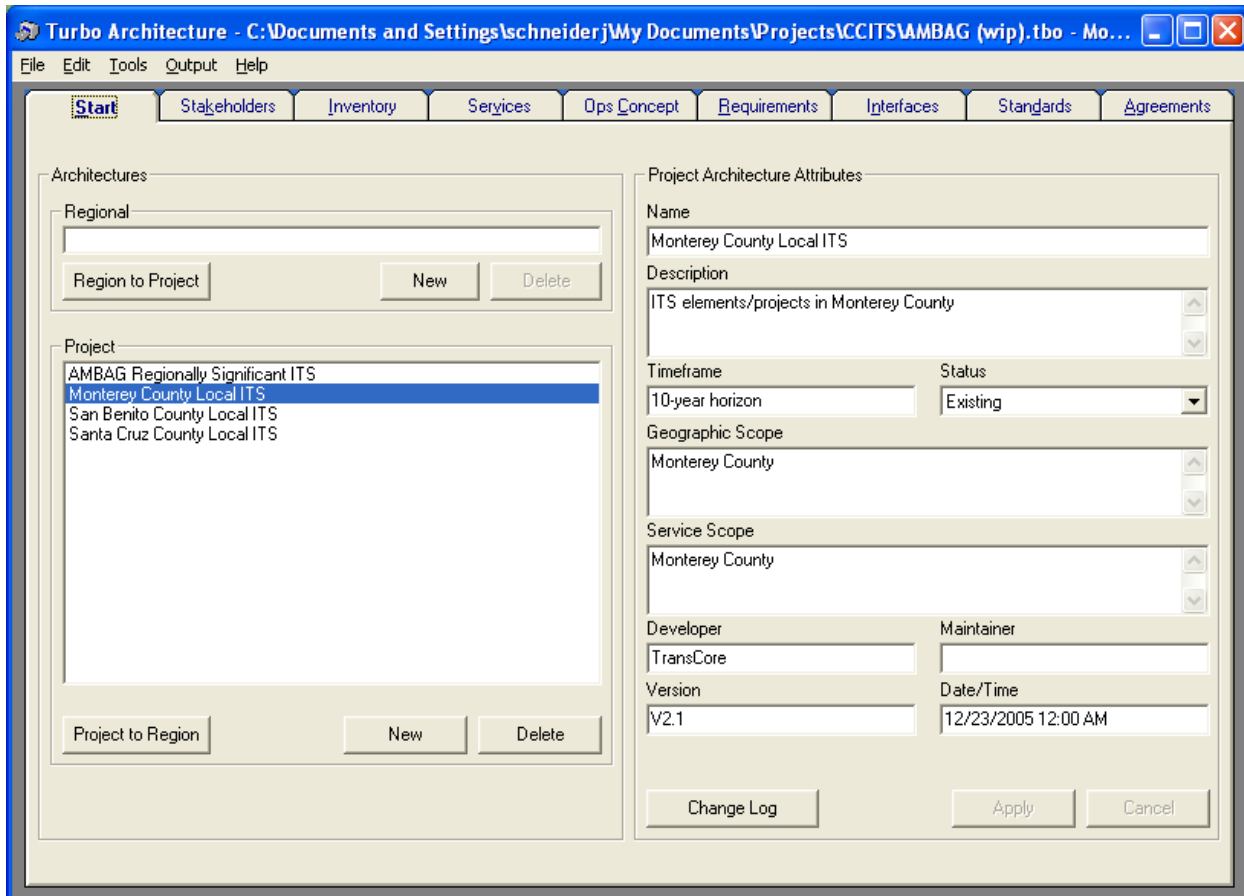 Turbo Architecture - C:\Documents and Settings\schneiderj\My Documents\Projects\CCITS\AMBAG (wip).tbo - Mo...
File Edit Tools Output Help
Start Stakeholders Inventory Services Ops Concept Requirements Interfaces Standards Agreements
Architectures
Regional
Region to Project New Delete
Project
AMBAG Regionally Significant ITS
Monterey County Local ITS
San Benito County Local ITS
Santa Cruz County Local ITS
Project to Region New Delete
Project Architecture Attributes
Name
Monterey County Local ITS
Description
ITS elements/projects in Monterey County
Timeframe Status
10-year horizon Existing
Geographic Scope
Monterey County
Service Scope
Monterey County
Developer Maintainer
TransCore
Version Date/Time
V2.1 12/23/2005 12:00 AM
Change Log Apply Cancel